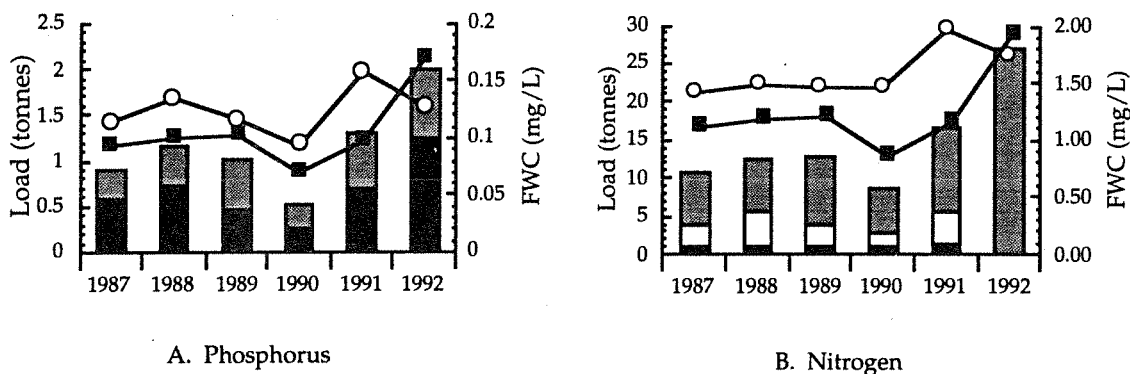 Load (tonnes)
2.5
2
1.5
1
0.5
0
0.2
0.15
0.1
0.05
0
FWC (mg/L)
1987 1988 1989 1990 1991 1992
A. Phosphorus
Load (tonnes)
30
25
20
15
10
5
0
2.00
1.50
1.00
0.50
0.00
FWC (mg/L)
1987 1988 1989 1990 1991 1992
B. Nitrogen